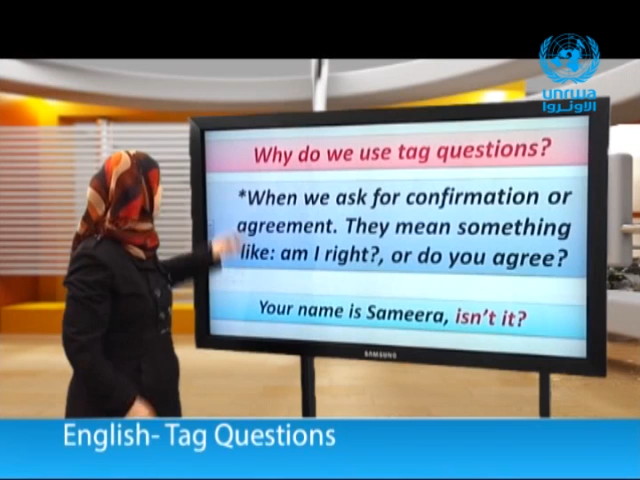 unrwa
الأونروا
Why do we use tag questions?
*When we ask for confirmation or
agreement. They mean something
like: am I right?, or do you agree?
Your name is Sameera, isn't it?
SAMSUNG
English- Tag Questions